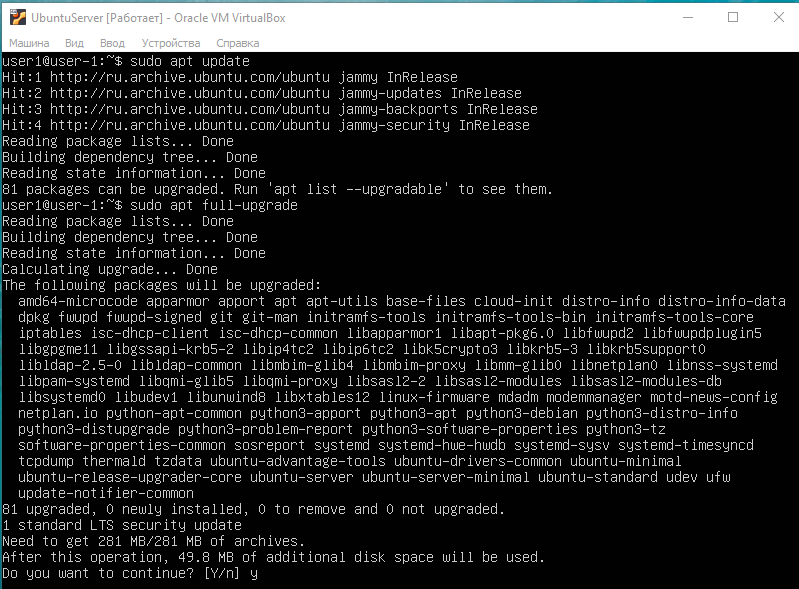 UbuntuServer [Работает] - Oracle VM VirtualBox
Машина Вид Ввод Устройства Справка
user1@user-1:~$ sudo apt update
Hit:1 http://ru.archive.ubuntu.com/ubuntu jammy InRelease
Hit:2 http://ru.archive.ubuntu.com/ubuntu jammy-updates InRelease
Hit:3 http://ru.archive.ubuntu.com/ubuntu jammy-backports InRelease
Hit:4 http://ru.archive.ubuntu.com/ubuntu jammy-security InRelease
Reading package lists... Done
Building dependency tree... Done
Reading state information... Done
81 packages can be upgraded. Run 'apt list --upgradable' to see them.
user1@user-1:~$ sudo apt full-upgrade
Reading package lists... Done
Building dependency tree... Done
Reading state information... Done
Calculating upgrade... Done
The following packages will be upgraded:
amd64-microcode apparmor apport apt apt-utils base-files cloud-init distro-info distro-info-data
dpkg fwupd fwupd-signed git git-man initramfs-tools initramfs-tools-bin initramfs-tools-core
iptables isc-dhcp-client isc-dhcp-common libapparmor1 libapt-pkg6.0 libfwupd2 libfwupdplugin5
libgpgme11 libgssapi-krb5-2 libip4tc2 libip6tc2 libk5crypto3 libkrb5-3 libkrb5support0
libldap-2.5-0 libldap-common libmbim-glib4 libmbim-proxy libmm-glib0 libnetplan0 libnss-systemd
libpam-systemd libqmi-glib5 libqmi-proxy libsasl2-2 libsasl2-modules libsasl2-modules-db
libsystemd0 libudev1 libunwind8 libxtables12 linux-firmware mdadm modemmanager motd-news-config
netplan.io python-apt-common python3-apport python3-apt python3-debian python3-distro-info
python3-distupgrade python3-problem-report python3-software-properties python3-tz
software-properties-common sosreport systemd systemd-hwe-hwdb systemd-sysv systemd-timesyncd
tcpdump thermald tzdata ubuntu-advantage-tools ubuntu-drivers-common ubuntu-minimal
ubuntu-release-upgrader-core ubuntu-server ubuntu-server-minimal ubuntu-standard udev ufw
update-notifier-common
81 upgraded, 0 newly installed, 0 to remove and 0 not upgraded.
1 standard LTS security update
Need to get 281 MB/281 MB of archives.
After this operation, 49.8 MB of additional disk space will be used.
Do you want to continue? [Y/n] y